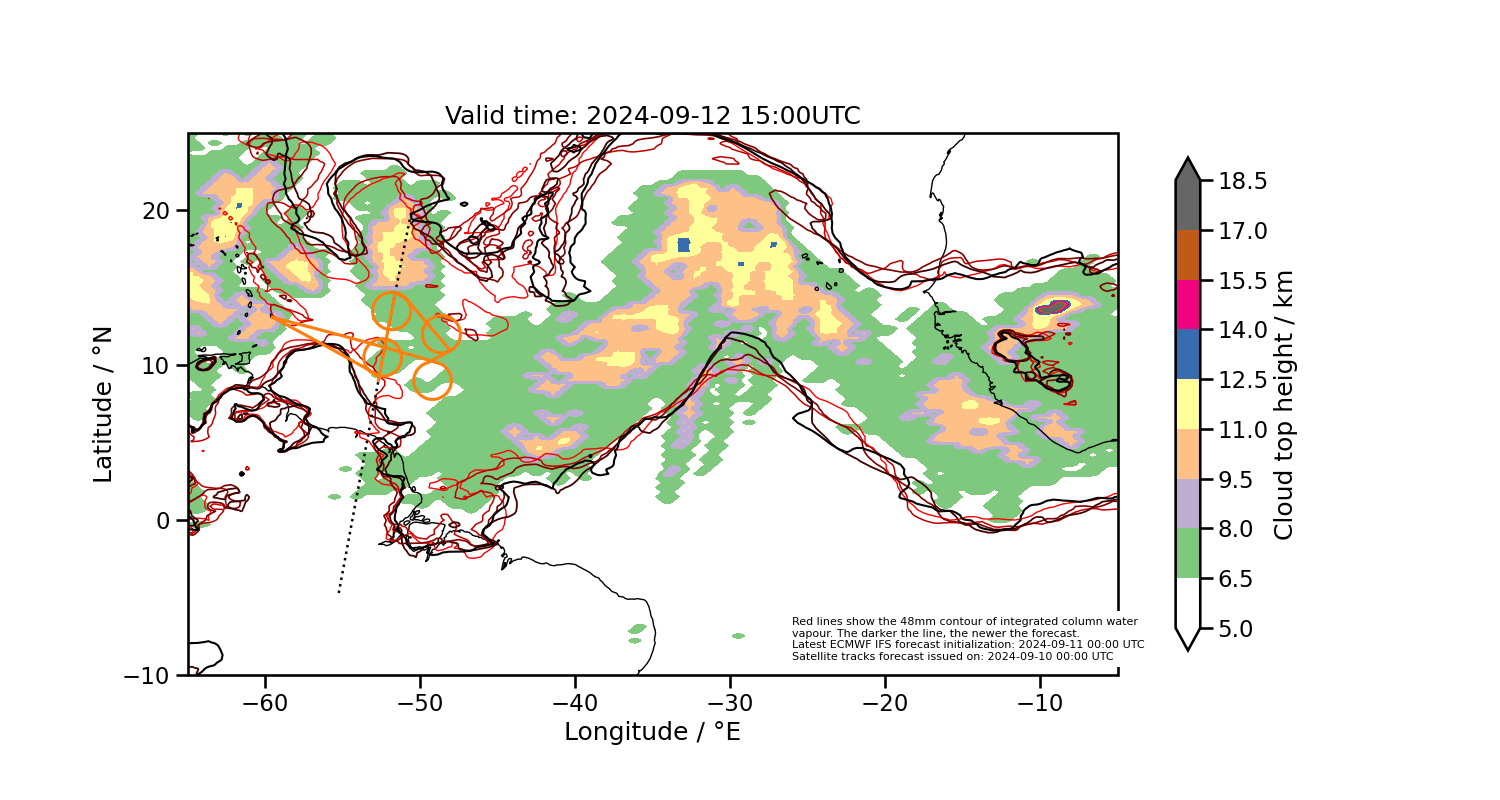 Valid time: 2024-09-12 15:00UTC
20
10
0
−10
Latitude / °N
−60
−50
−40
−30
−20
−10
Longitude / °E
Red lines show the 48mm contour of integrated column water
vapour. The darker the line, the newer the forecast.
Latest ECMWF IFS forecast initialization: 2024-09-11 00:00 UTC
Satellite tracks forecast issued on: 2024-09-10 00:00 UTC
18.5
17.0
15.5
14.0
12.5
11.0
9.5
8.0
6.5
5.0
Cloud top height / km